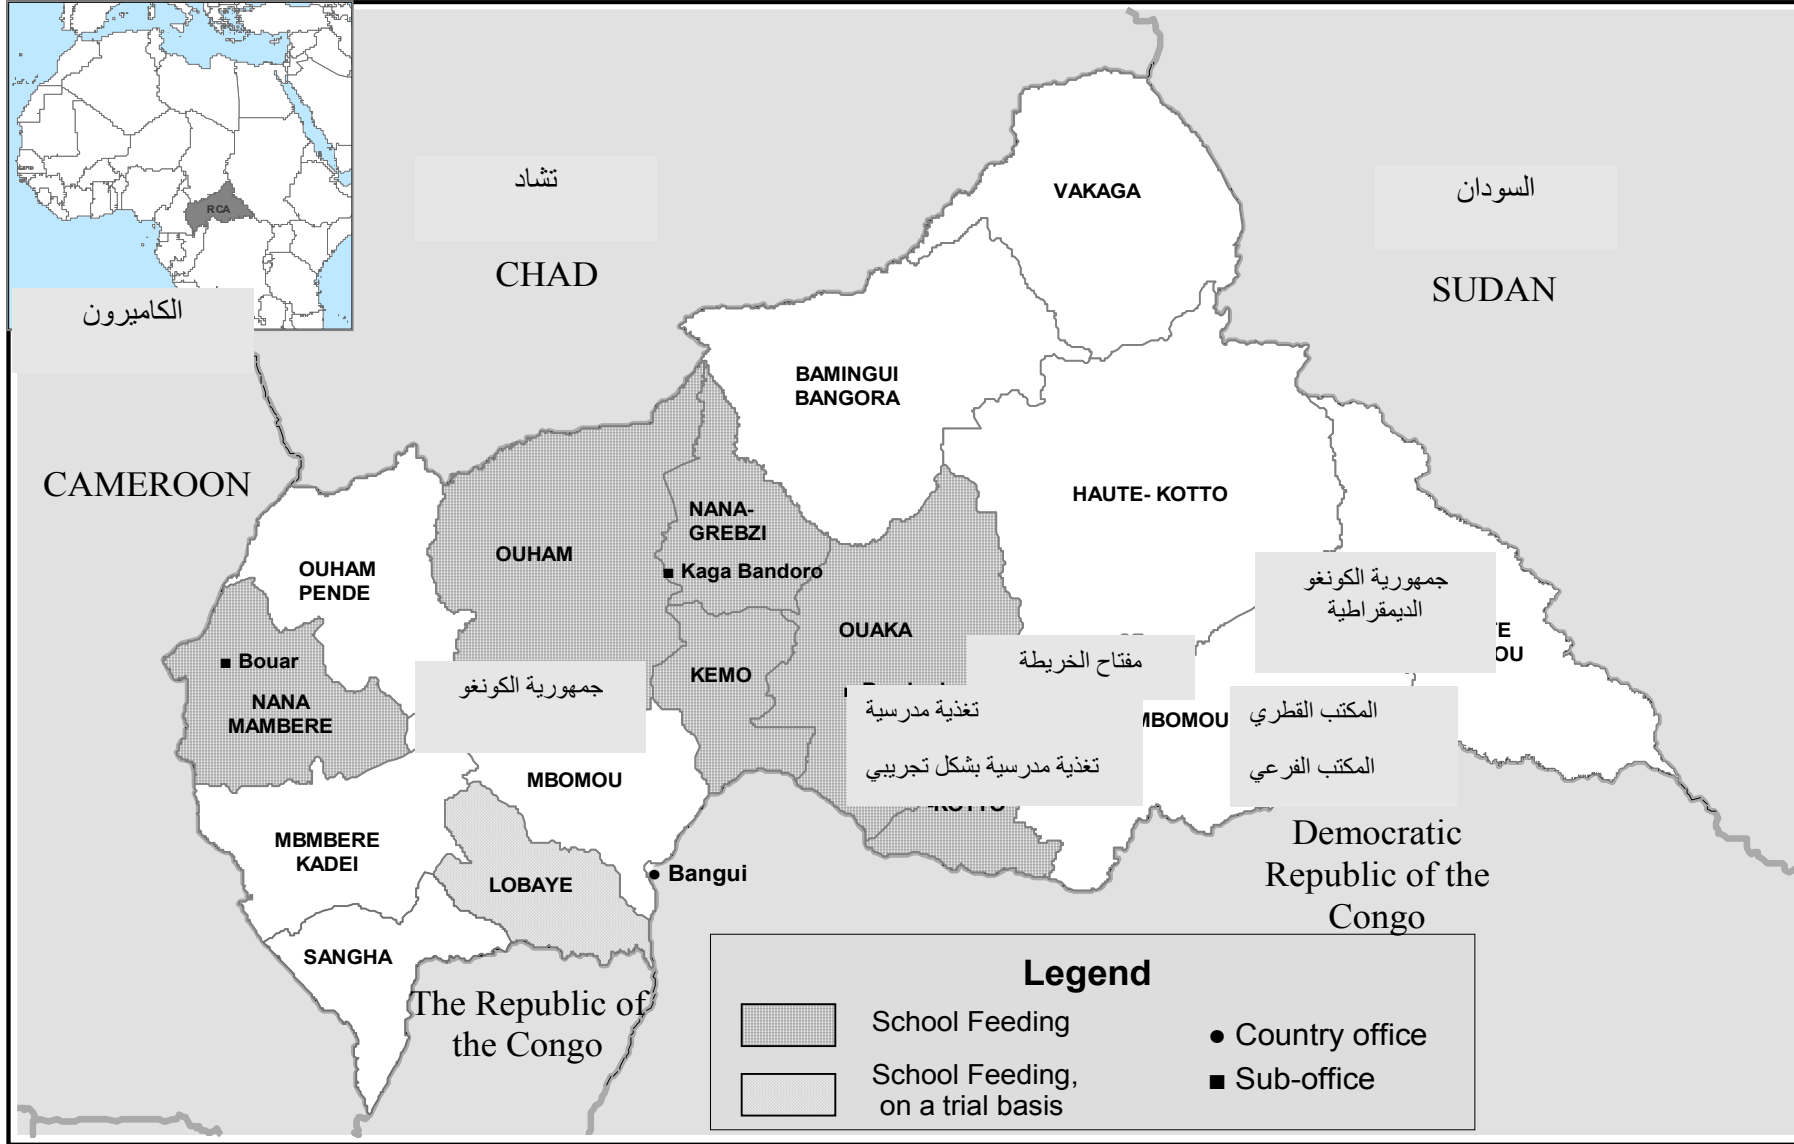 RCA
تشاد
السودان
VAKAGA
CHAD
SUDAN
الكاميرون
BAMINGUI
BANGORA
CAMEROON
HAUTE- KOTTO
NANA-
GREBZI
OUHAM
Kaga Bandoro
OUHAM
PENDE
جمهورية الكونغو
الديمقراطية
OUAKA
Bouar
KEMO
مفتاح الخريطة
جمهورية الكونغو
NANA
MAMBERE
تغذية مدرسية
MBOMOU
المكتب القطري
تغذية مدرسية بشكل تجريبي
المكتب الفرعي
MBOMOU
MBMBERE
KADEI
Democratic
Republic of the
Congo
LOBAYE
Bangui
SANGHA
The Republic of
the Congo
Legend
School Feeding
Country office
School Feeding,
on a trial basis
Sub-office